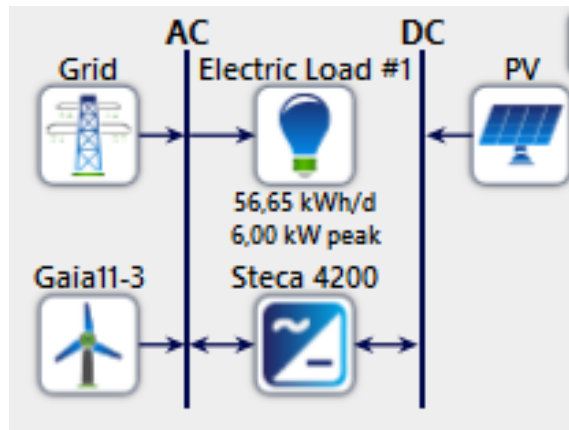 AC DC
Grid Electric Load #1 PV
56,65 kWh/d
6,00 kW peak
Gaia11-3 Steca 4200